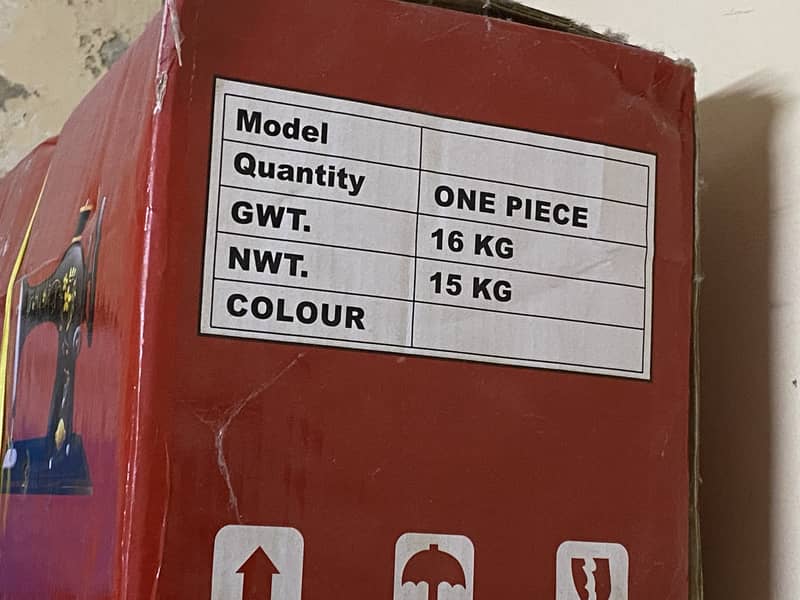 Model
Quantity ONE PIECE
GWT. 16 KG
NWT. 15 KG
COLOUR